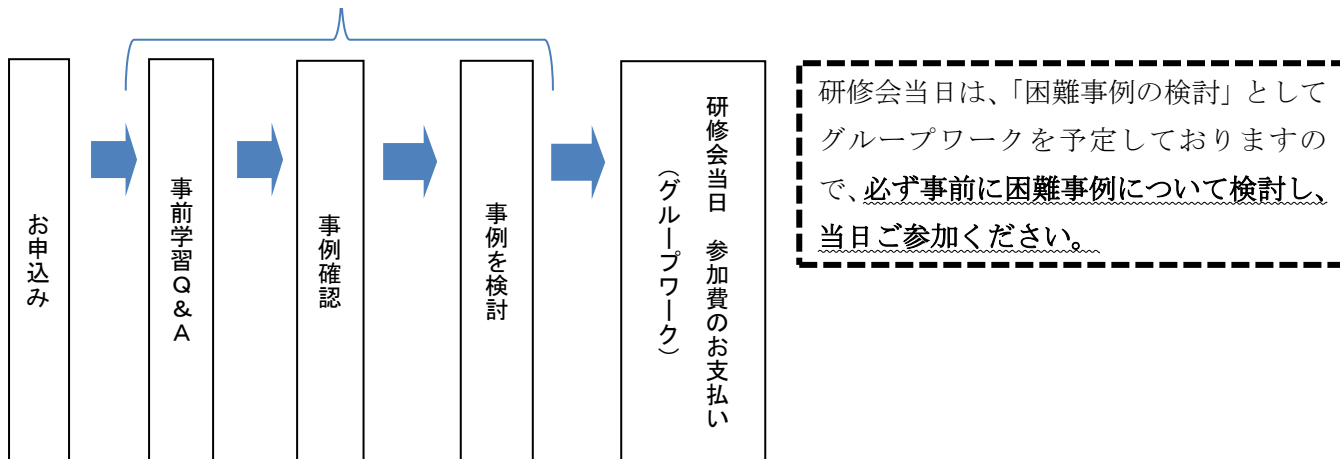 お申込み
事前学習Q＆A
事例確認
事例を検討
研修会当日　参加費のお支払い
（グループワーク）
研修会当日は、「困難事例の検討」として
グループワークを予定しておりますの
で、必ず事前に困難事例について検討し、
当日ご参加ください。